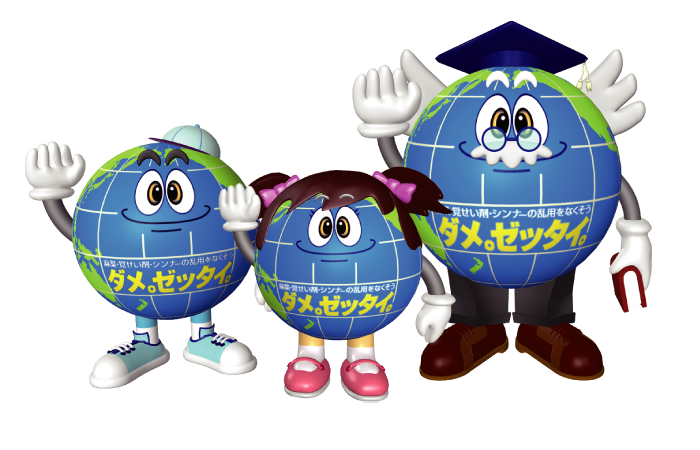 麻薬・覚せい剤・シンナーの乱用をなくそう
ダメ。ゼッタイ。
麻薬・覚せい剤・シンナーの乱用をなくそう
ダメ。ゼッタイ。
覚せい剤・シンナーの乱用をなくそう
ダメ。ゼッタイ。